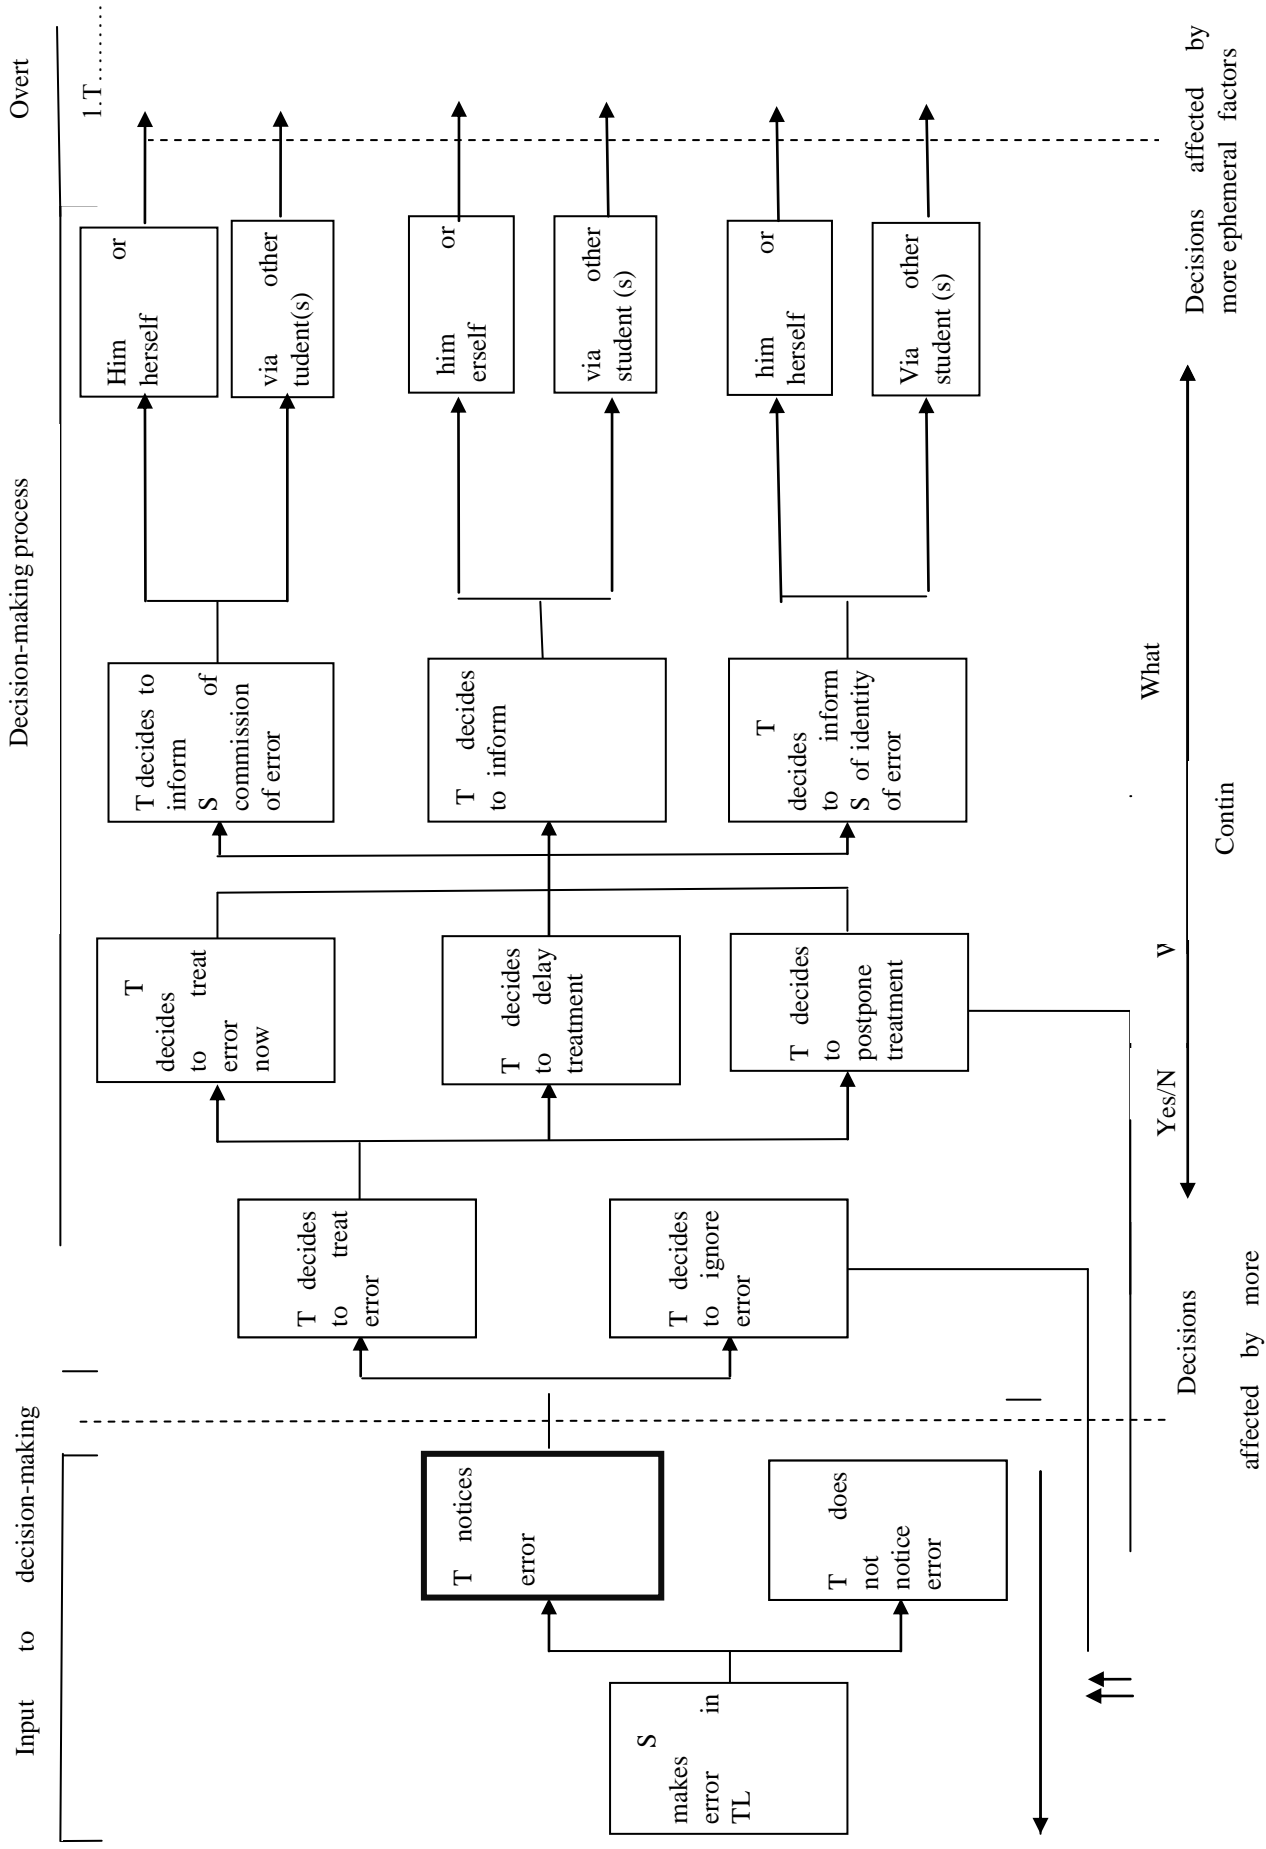 Input to decision-making
Decision-making process
Overt
1.T..........
S
makes
error in
TL
T notices
error
T does
not
notice
error
T decides
to treat
error
T decides
to ignore
error
T
decides
to treat
error
now
T decides
to delay
treatment
T decides
to
postpone
treatment
T decides to
inform
S of
commission
of error
T decides
to inform
T
decides
to inform
S of identity
of error
Him or
herself
via other
tudent(s)
him or
erself
via other
student (s)
him or
herself
Via other
student (s)
Yes/N
What
Contin
Decisions
affected by more
Decisions affected by
more ephemeral factors